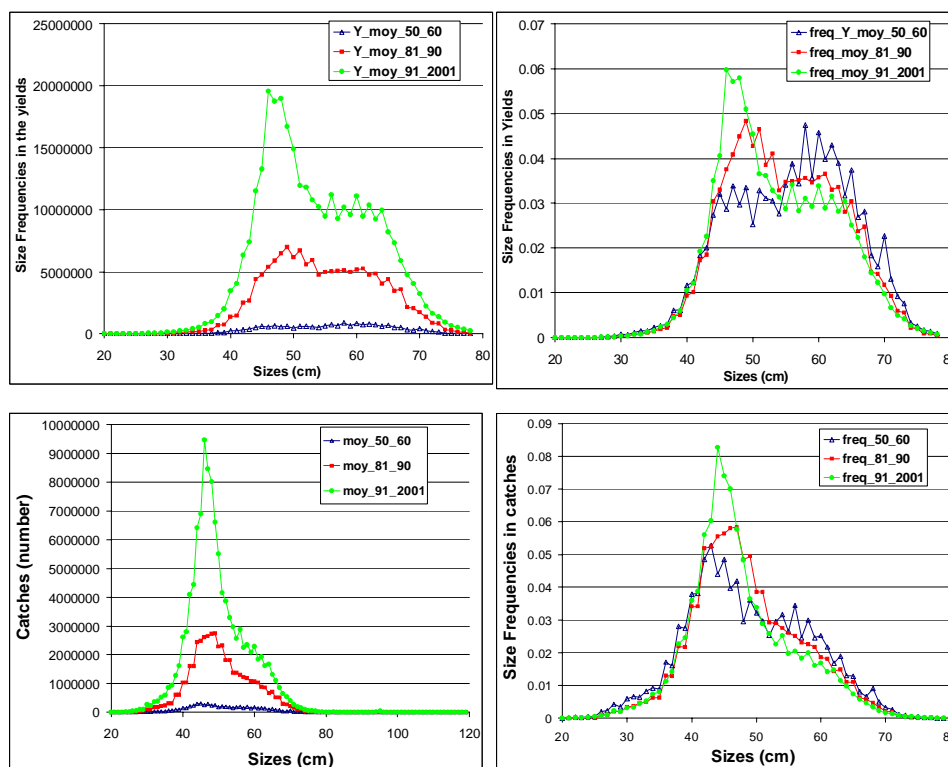 Size Frequencies in the yields
25000000
20000000
15000000
10000000
5000000
0
20 30 40 50 60 70 80
Sizes (cm)
Y_moy_50_60
Y_moy_81_90
Y_moy_91_2001
Size Frequencies in Yields
0.07
0.06
0.05
0.04
0.03
0.02
0.01
0
20 30 40 50 60 70 80
Sizes (cm)
freq_Y_moy_50_60
freq_moy_81_90
freq_moy_91_2001
Catches (number)
10000000
9000000
8000000
7000000
6000000
5000000
4000000
3000000
2000000
1000000
0
20 40 60 80 100 120
Sizes (cm)
moy_50_60
moy_81_90
moy_91_2001
Size Frequencies in catches
0.09
0.08
0.07
0.06
0.05
0.04
0.03
0.02
0.01
0
20 30 40 50 60 70
Sizes (cm)
freq_50_60
freq_81_90
freq_91_2001